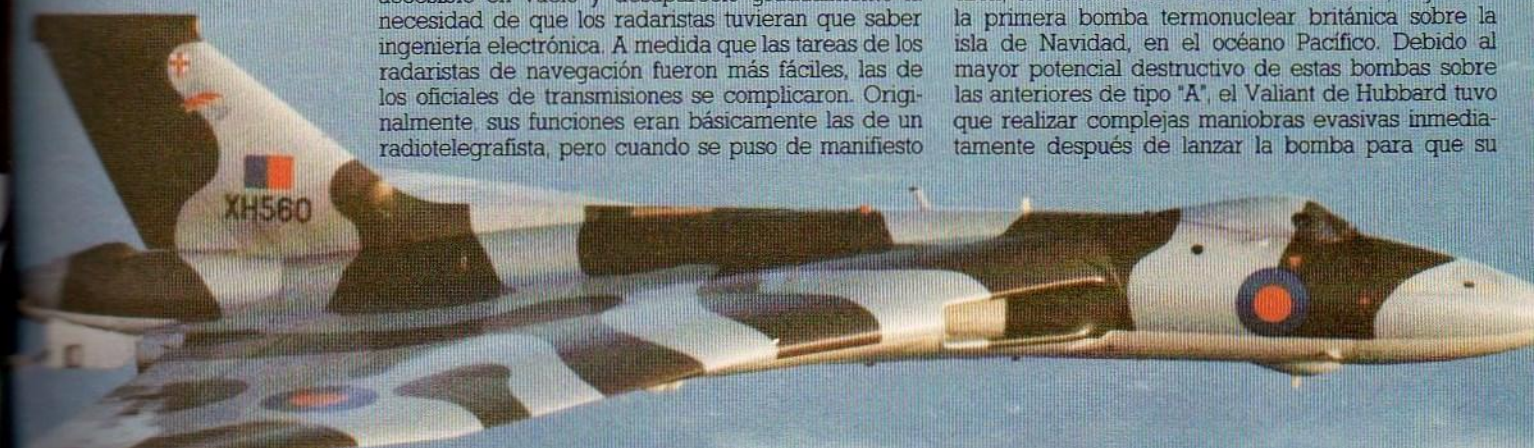 necesidad de que los radaristas tuvieran que saber
ingeniería electrónica. A medida que las tareas de los
radaristas de navegación fueron más fáciles, las de
los oficiales de transmisiones se complicaron. Origi-
nalmente, sus funciones eran básicamente las de un
radiotelegrafista, pero cuando se puso de manifiesto
la primera bomba termonuclear británica sobre la
isla de Navidad, en el océano Pacífico. Debido al
mayor potencial destructivo de estas bombas sobre
las anteriores de tipo "A", el Valiant de Hubbard tuvo
que realizar complejas maniobras evasivas inmedia-
tamente después de lanzar la bomba para que su
XH560